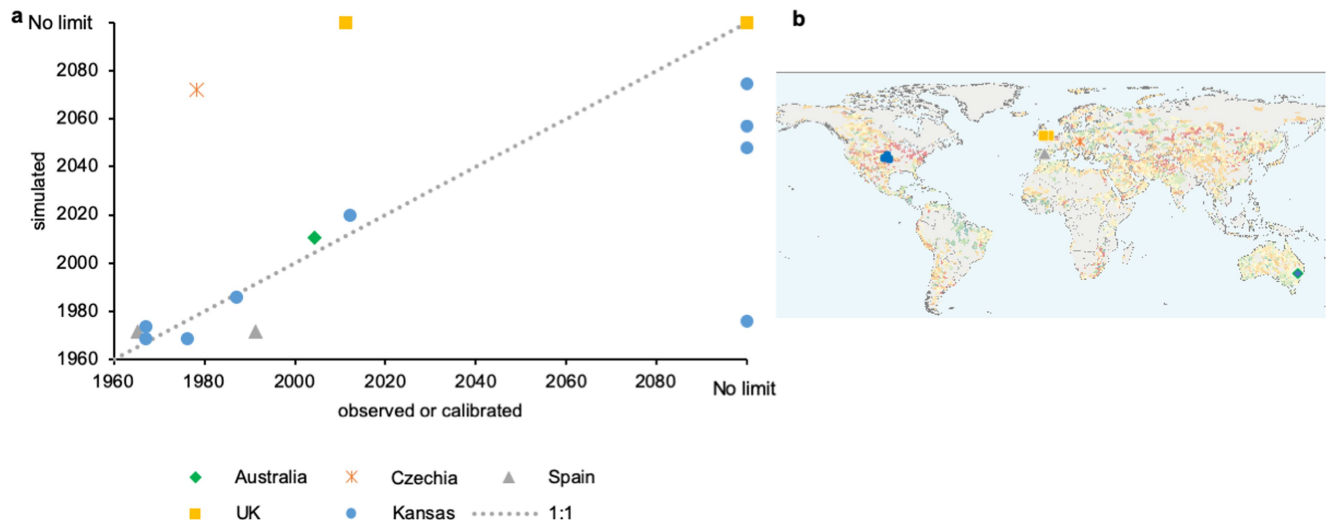 a
b
No limit
2080
2060
2040
2020
2000
1980
1960
simulated
1960
1980
2000
2020
2040
2060
2080
No limit
observed or calibrated
Australia
Czechia
Spain
UK
Kansas
1:1